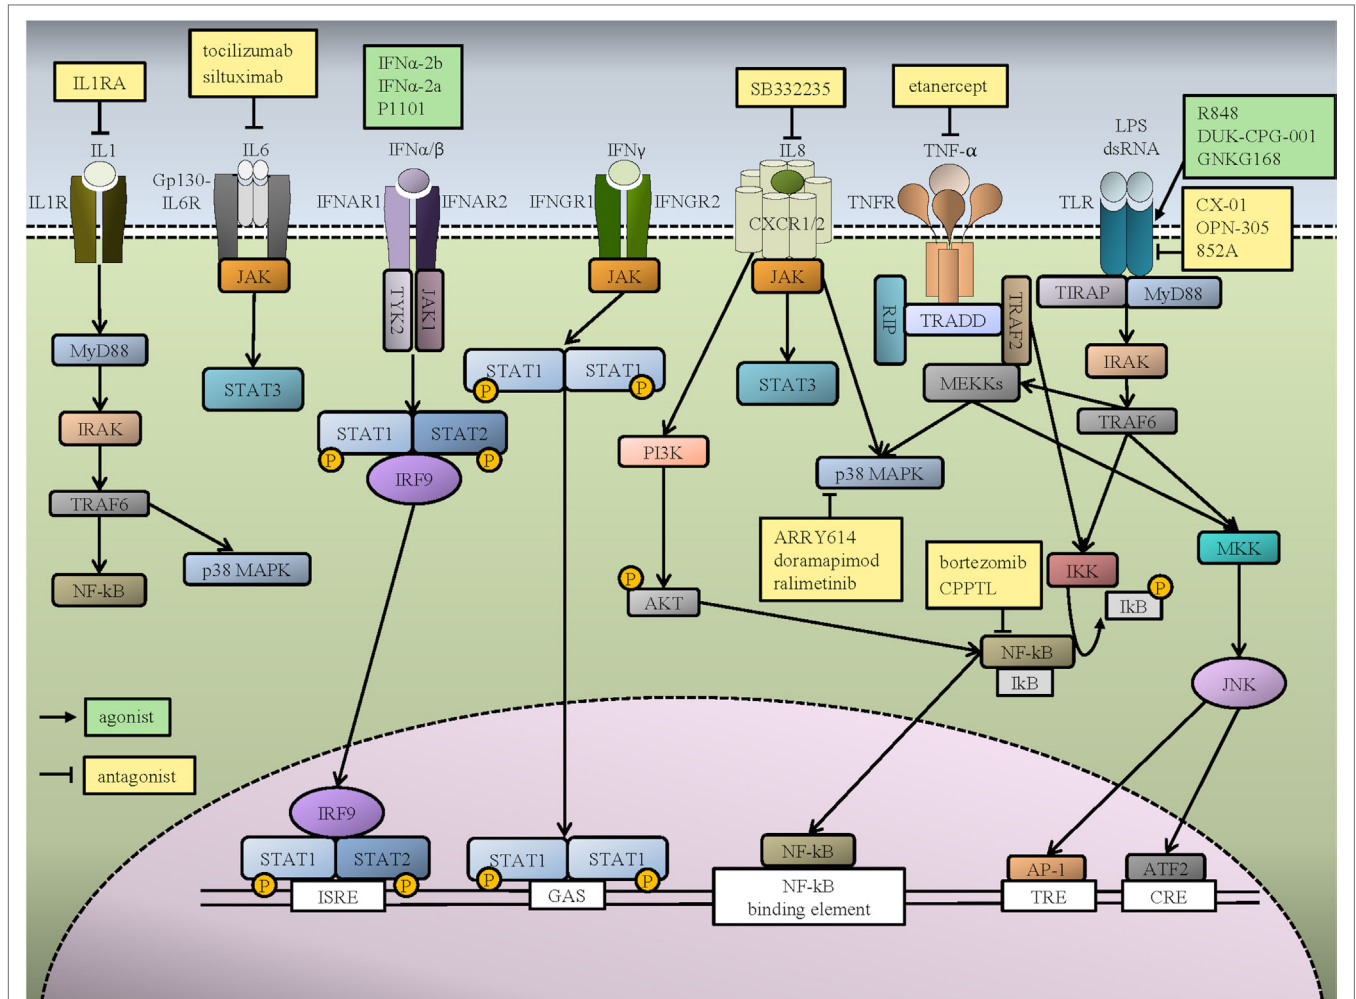 tocilizumab
siltuximab
IFNα-2b
IFNα-2a
P1101
IL1RA
SB332235
etanercept
R848
DUK-CPG-001
GNKG168
LPS
dsRNA
IL1
IL6
IFNα/β
IFNγ
IL8
TNF-α
Gp130-
IL6R
IL1R
IFNAR1
IFNAR2
IFNGR1
IFNGR2
CXCR1/2
TNFR
TLR
CX-01
OPN-305
852A
JAK
TYK2
JAK1
JAK
JAK
RIP
TRADD
TRAF2
TIRAP
MyD88
MyD88
STAT3
STAT1
STAT1
P
P
STAT3
MEKKs
IRAK
IRAK
STAT1
STAT2
P
P
IRF9
PI3K
p38 MAPK
TRAF6
TRAF6
p38 MAPK
NF-kB
ARRY614
doramapimod
ralimetinib
bortezomib
CPPTL
MKK
IKK
P
IkB
P
AKT
NF-kB
IkB
JNK
agonist
antagonist
IRF9
STAT1
STAT2
P
P
ISRE
STAT1
STAT1
P
P
GAS
NF-kB
NF-kB
binding element
AP-1
TRE
ATF2
CRE